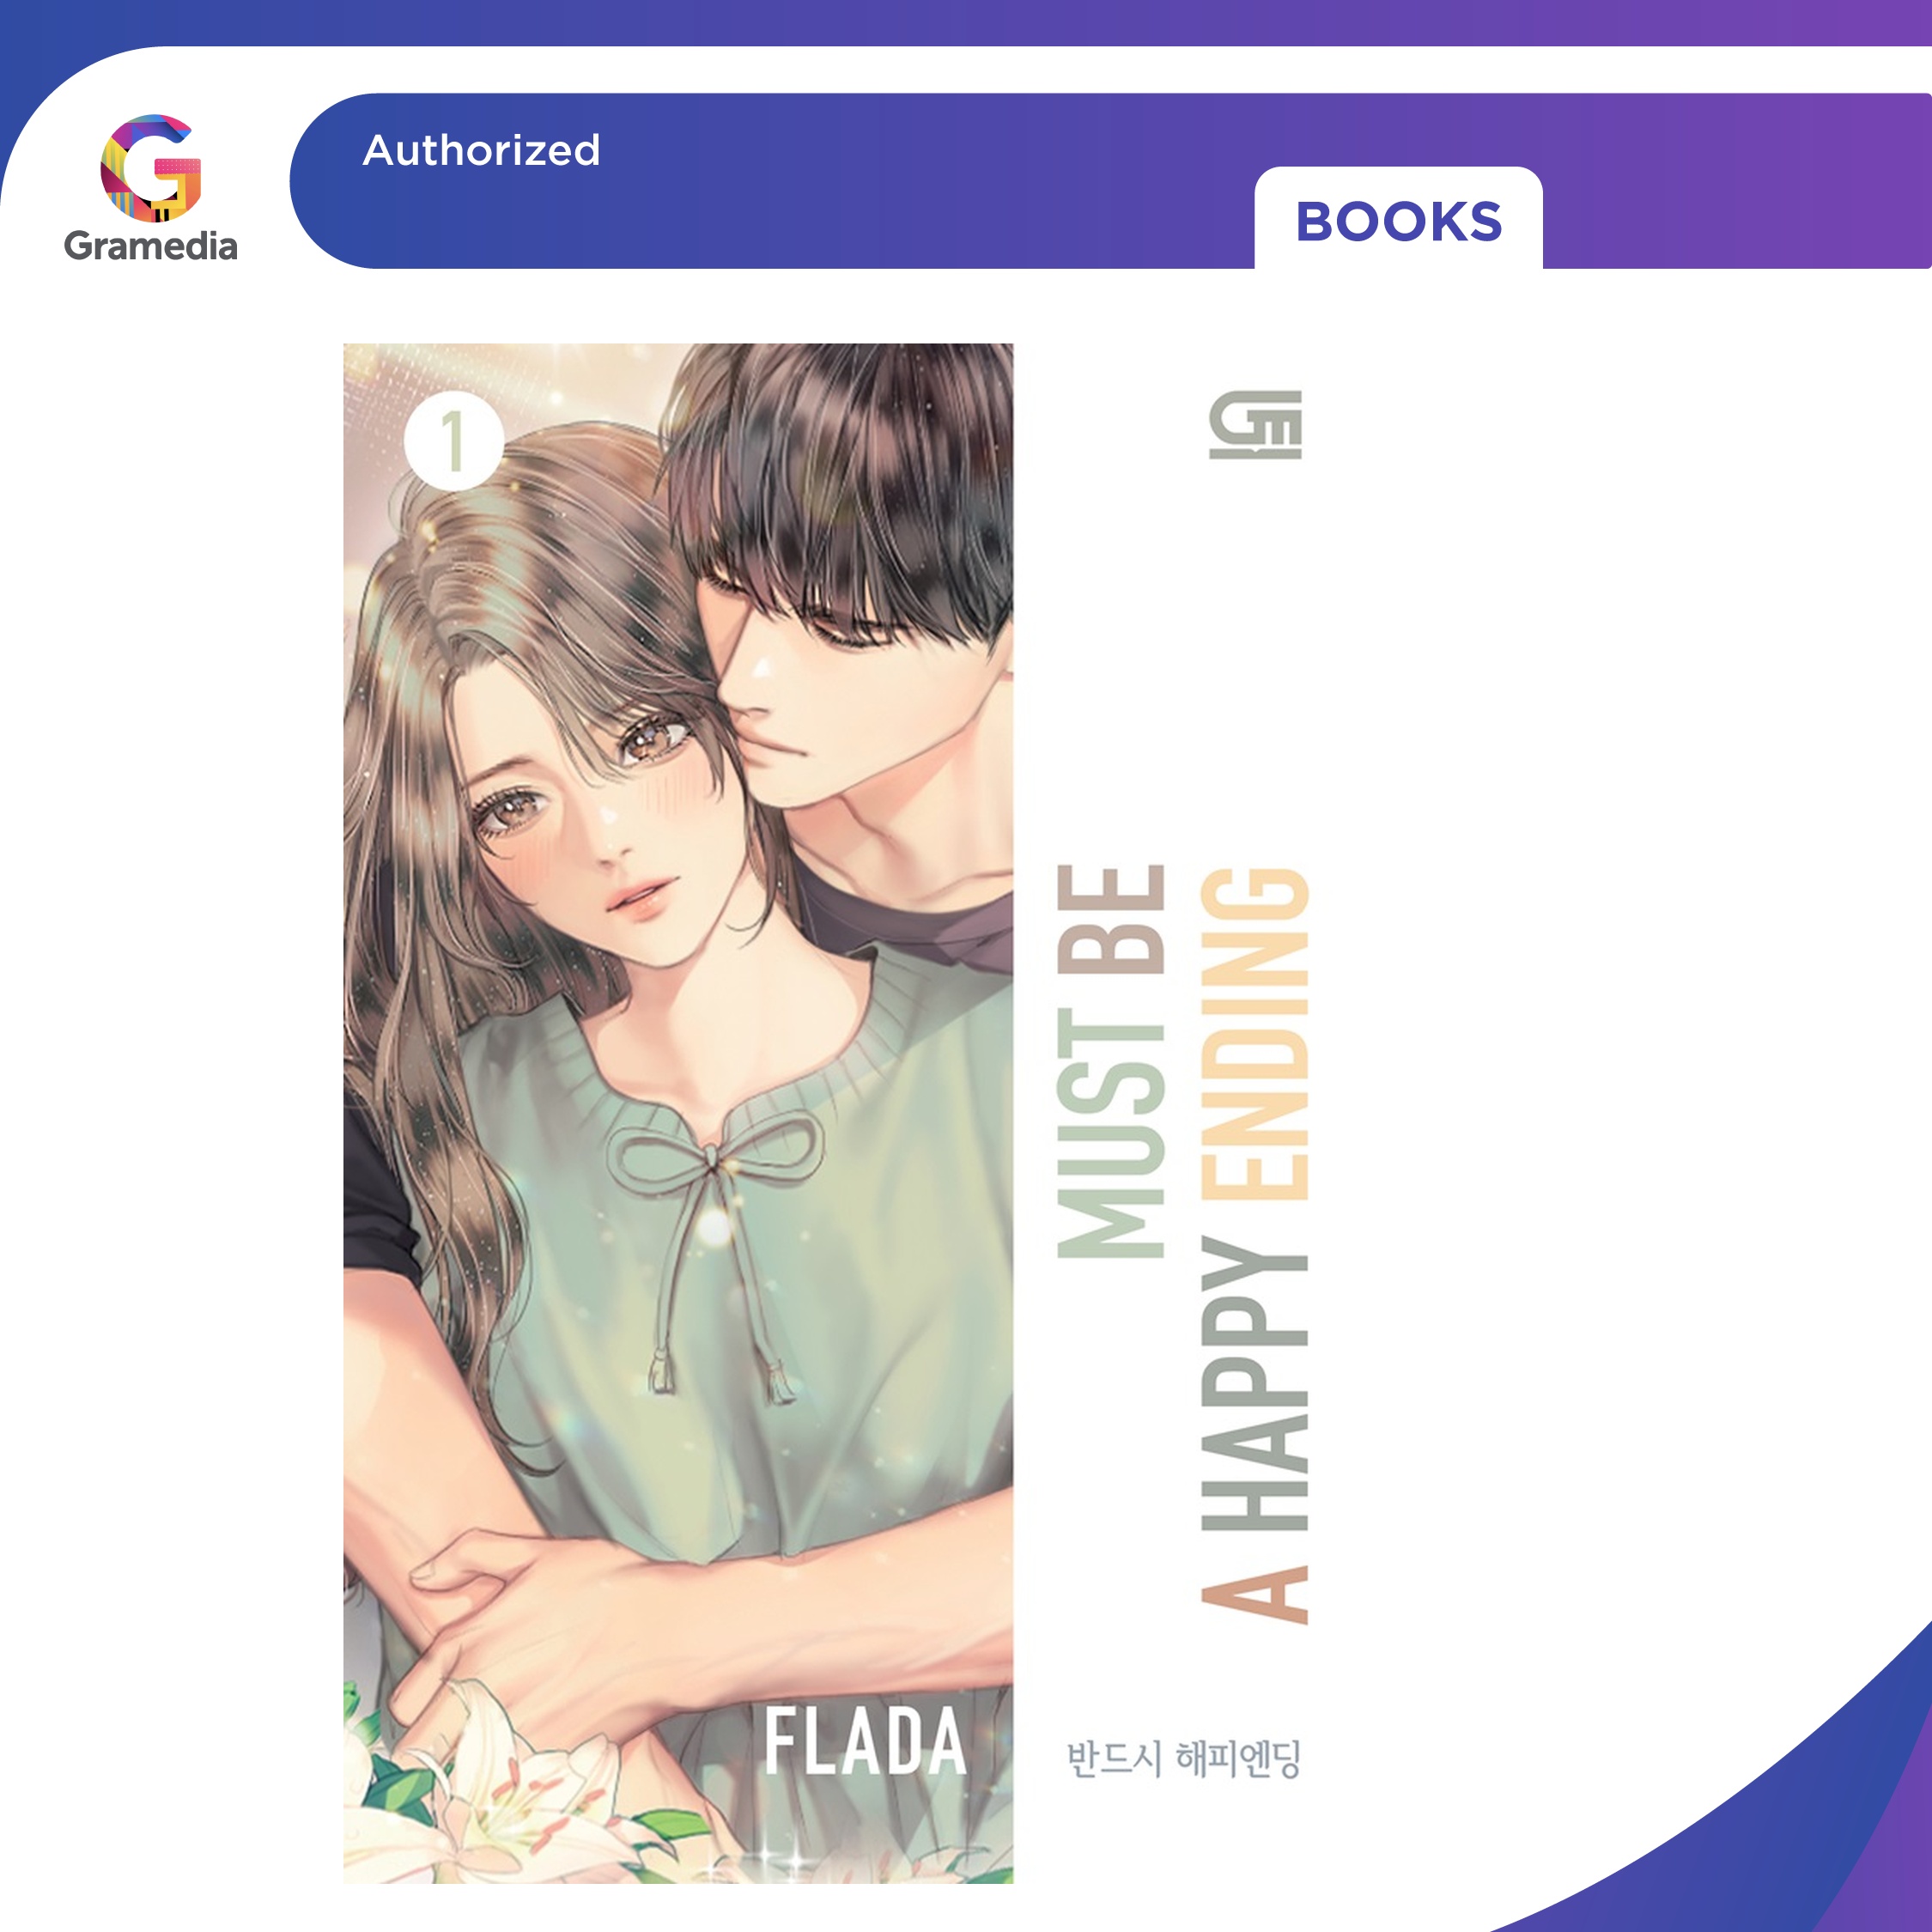 Authorized
Gramedia
BOOKS
1
MUST BE
A HAPPY ENDING
FLADA
반드시 해피엔딩